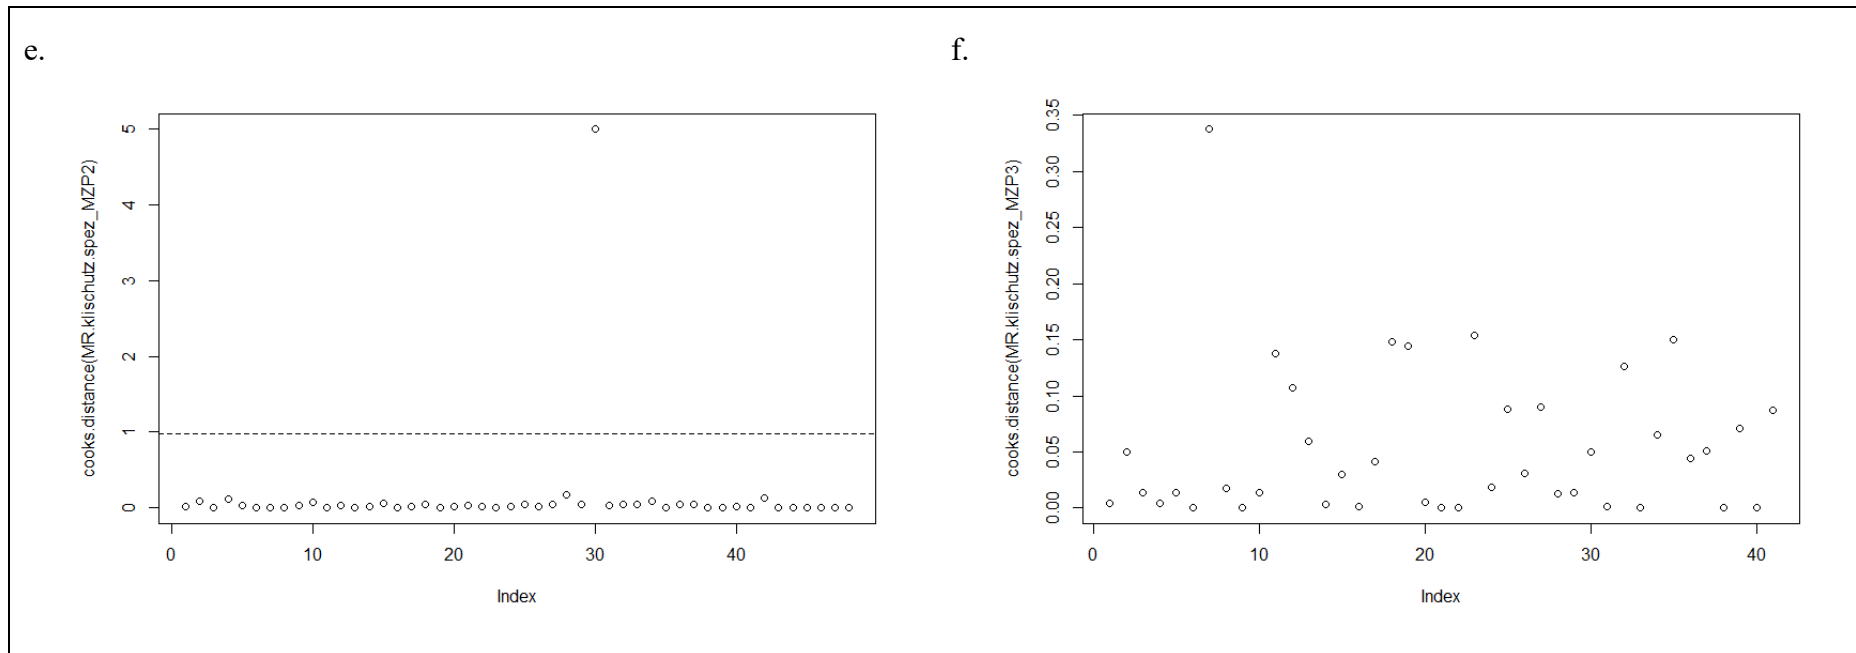 e.
f.
cooks.distance(MR.klischutz.spez_MZP2)
5
4
3
2
1
0
0 10 20 30 40
Index
cooks.distance(MR.klischutz.spez_MZP3)
0.35
0.30
0.25
0.20
0.15
0.10
0.05
0.00
0 10 20 30 40
Index